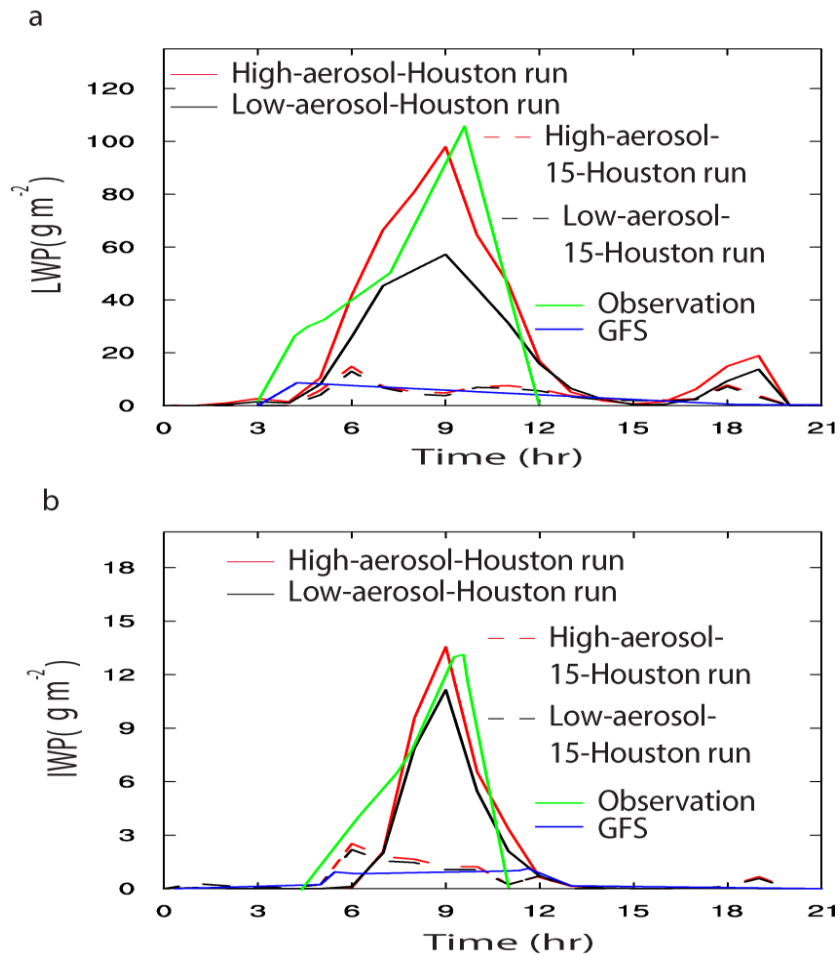 a
High-aerosol-Houston run
Low-aerosol-Houston run
High-aerosol-
15-Houston run
Low-aerosol-
15-Houston run
Observation
GFS
LWP(g m-2)
120
100
80
60
40
20
0
0 3 6 9 12 15 18 21
Time (hr)
b
High-aerosol-Houston run
Low-aerosol-Houston run
High-aerosol-
15-Houston run
Low-aerosol-
15-Houston run
Observation
GFS
IWP( g m-2)
18
15
12
9
6
3
0
0 3 6 9 12 15 18 21
Time (hr)